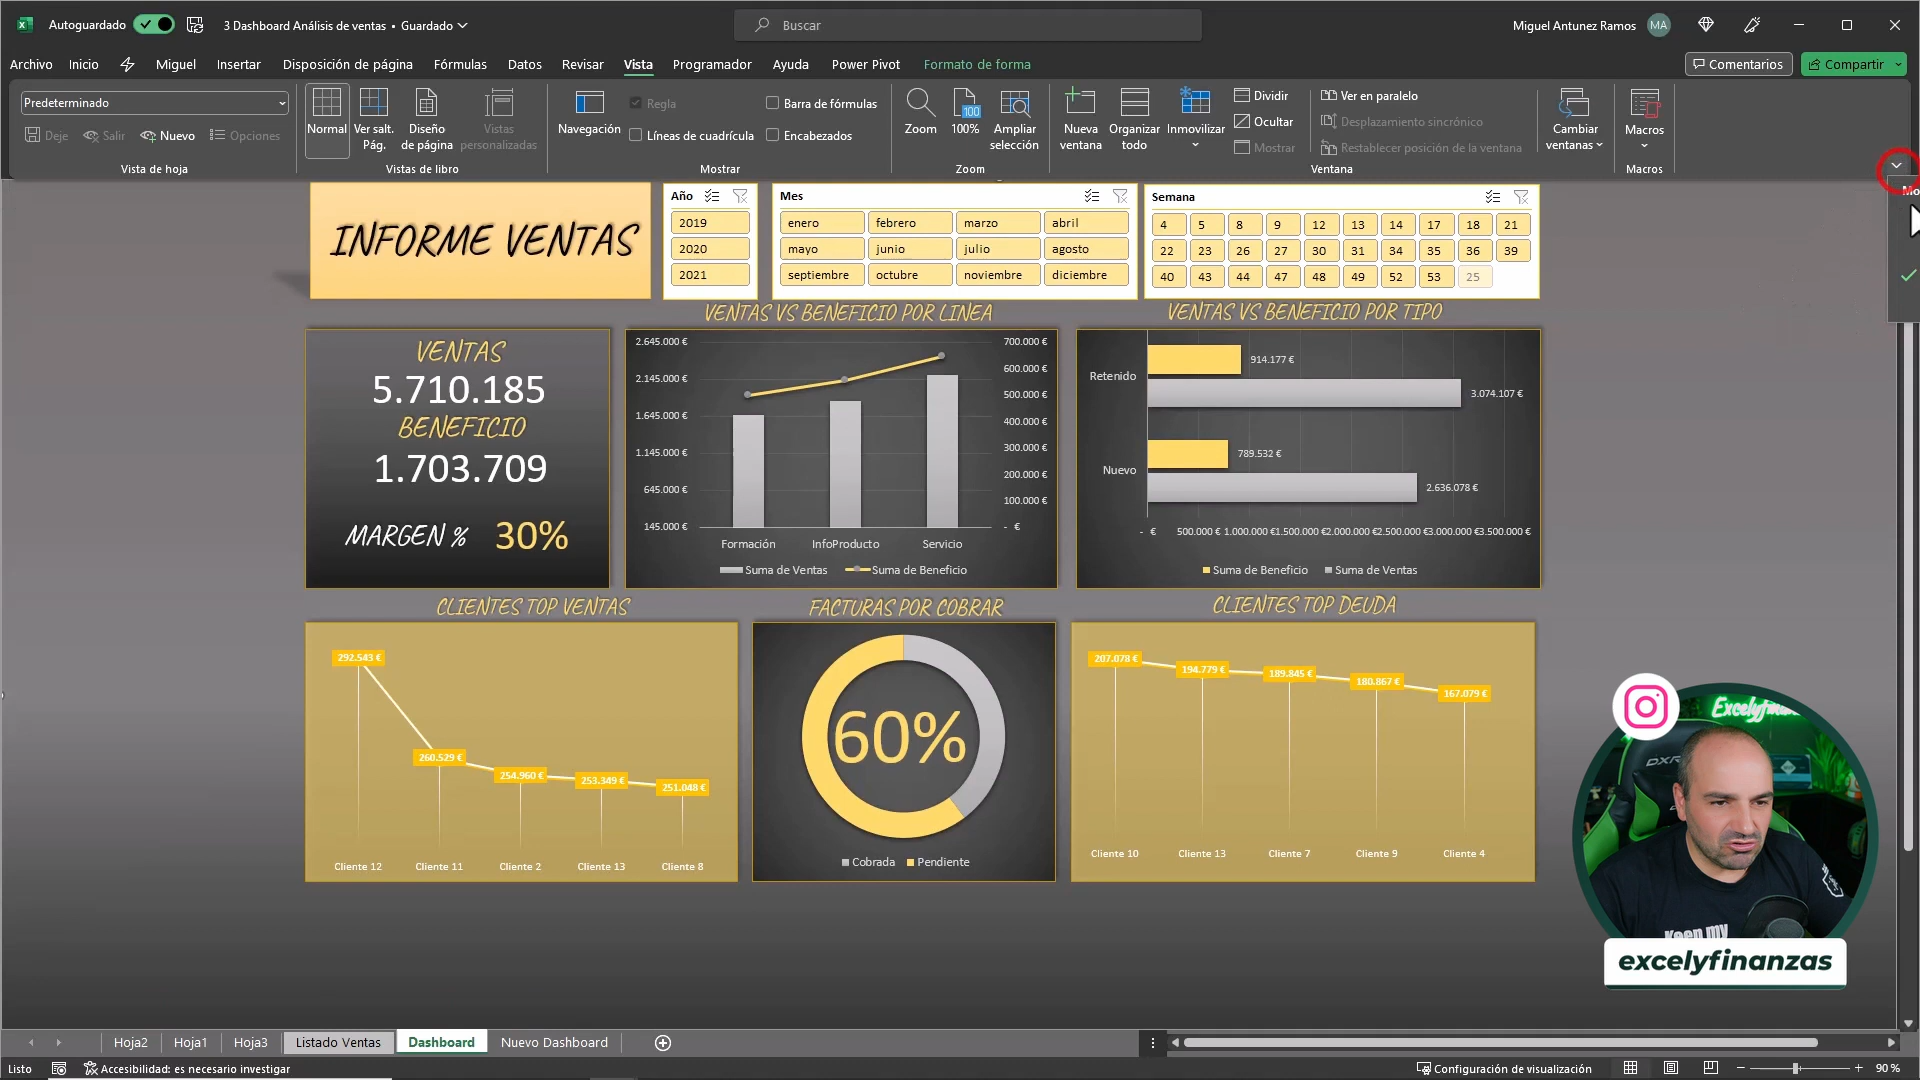 Autoguardado
3 Dashboard Análisis de ventas • Guardado
Buscar
Miguel Antunez Ramos
MA
Archivo
Inicio
Miguel
Insertar
Disposición de página
Fórmulas
Datos
Revisar
Vista
Programador
Ayuda
Power Pivot
Formato de forma
Comentarios
Compartir
Predeterminado
Deje
Salir
Nuevo
Opciones
Vista de hoja
Normal
Ver salt. Pág.
Diseño de página
Vistas personalizadas
Vistas de libro
Navegación
Regla
Barra de fórmulas
Líneas de cuadrícula
Encabezados
Mostrar
Zoom
100
100%
Ampliar selección
Zoom
Nueva ventana
Organizar todo
Inmovilizar
Dividir
Ocultar
Mostrar
Ver en paralelo
Desplazamiento sincrónico
Restablecer posición de la ventana
Cambiar ventanas
Ventana
Macros
Macros
INFORME VENTAS
Año
2019
2020
2021
Mes
enero febrero marzo abril
mayo junio julio agosto
septiembre octubre noviembre diciembre
Semana
4 5 8 9 12 13 14 17 18 21
22 23 26 27 30 31 34 35 36 39
40 43 44 47 48 49 52 53 25
VENTAS
5.710.185
BENEFICIO
1.703.709
MARGEN % 30%
VENTAS VS BENEFICIO POR LINEA
2.645.000 €
2.145.000 €
1.645.000 €
1.145.000 €
645.000 €
145.000 €
700.000 €
600.000 €
500.000 €
400.000 €
300.000 €
200.000 €
100.000 €
- €
Formación InfoProducto Servicio
Suma de Ventas Suma de Beneficio
VENTAS VS BENEFICIO POR TIPO
Retenido
914.177 €
3.074.107 €
Nuevo
789.532 €
2.636.078 €
- € 500.000 € 1.000.000 € 1.500.000 € 2.000.000 € 2.500.000 € 3.000.000 € 3.500.000 €
Suma de Beneficio Suma de Ventas
CLIENTES TOP VENTAS
292.543 €
260.529 €
254.960 €
253.349 €
251.048 €
Cliente 12 Cliente 11 Cliente 2 Cliente 13 Cliente 8
FACTURAS POR COBRAR
60%
Cobrada Pendiente
CLIENTES TOP DEUDA
207.078 €
194.779 €
189.845 €
180.867 €
167.079 €
Cliente 10 Cliente 13 Cliente 7 Cliente 9 Cliente 4
DXR
Keep my
excelyfinanzas
Hoja2
Hoja1
Hoja3
Listado Ventas
Dashboard
Nuevo Dashboard
Listo
Accesibilidad: es necesario investigar
Configuración de visualización
90 %